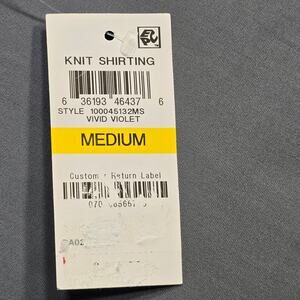 KNIT SHIRTING
6 36193 46437 6
STYLE 100045132MS
VIVID VIOLET
MEDIUM
Custom r Return Label